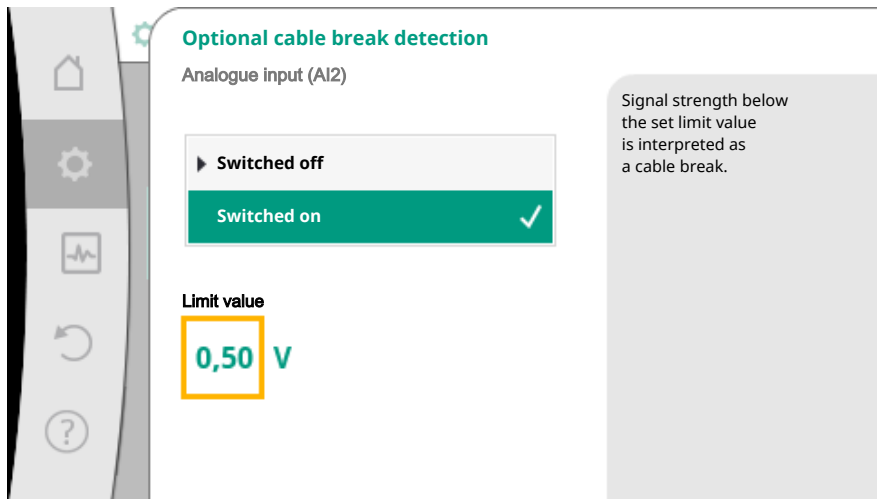 Optional cable break detection
Analogue input (AI2)
Switched off
Switched on
Limit value
0,50 V
Signal strength below
the set limit value
is interpreted as
a cable break.
?